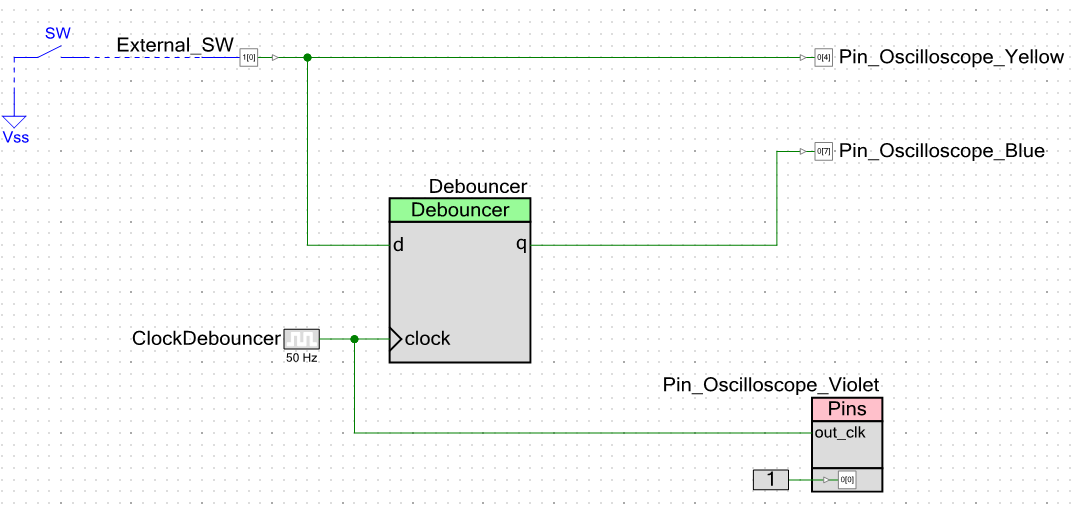 SW
External_SW
1[0]
0[4]
Pin_Oscilloscope_Yellow
Vss
0[7]
Pin_Oscilloscope_Blue
Debouncer
Debouncer
d
q
ClockDebouncer
clock
50 Hz
Pin_Oscilloscope_Violet
Pins
out_clk
1
0[0]